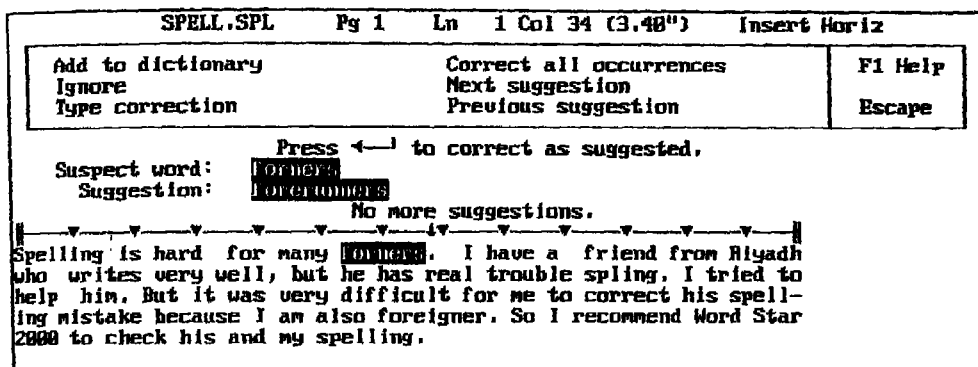 SPELL.SPL Pg 1 Ln 1 Col 34 (3.40") Insert Horiz
Add to dictionary Correct all occurrences F1 Help
Ignore Next suggestion
Type correction Previous suggestion Escape
Press ←┘ to correct as suggested.
Suspect word: forners
Suggestion: forerunners
No more suggestions.
Spelling is hard for many forners. I have a friend from Riyadh
who writes very well, but he has real trouble spling. I tried to
help him. But it was very difficult for me to correct his spell-
ing mistake because I am also foreigner. So I recommend Word Star
2000 to check his and my spelling.